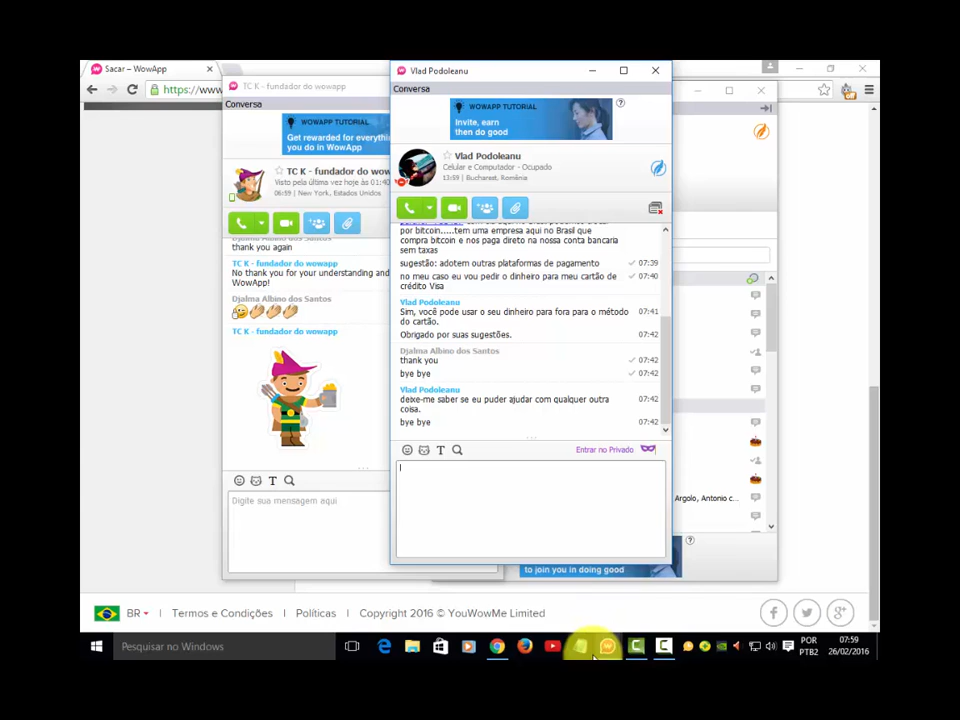 Sacar – WowApp
https://www
TC K - fundador do wowapp
Conversa
WOWAPP TUTORIAL
Get rewarded for everythi
you do in WowApp
TC K - fundador do wow
Visto pela última vez hoje às 01:40
06:59 | New York, Estados Unidos
thank you again
TC K - fundador do wowapp
No thank you for your understanding and
WowApp!
Djalma Albino dos Santos
TC K - fundador do wowapp
Digite sua mensagem aqui
Vlad Podoleanu
Conversa
WOWAPP TUTORIAL
Invite, earn
then do good
Vlad Podoleanu
Celular e Computador - Ocupado
13:59 | Bucharest, Romênia
por bitcoin.....tem uma empresa aqui no Brasil que
compra bitcoin e nos paga direto na nossa conta bancaria
sem taxas
sugestão: adotem outras plataformas de pagamento 07:39
no meu caso eu vou pedir o dinheiro para meu cartão de 07:40
crédito Visa
Vlad Podoleanu
Sim, você pode usar o seu dinheiro para fora para o método 07:41
do cartão.
Obrigado por suas sugestões. 07:42
Djalma Albino dos Santos
thank you 07:42
bye bye 07:42
Vlad Podoleanu
deixe-me saber se eu puder ajudar com qualquer outra 07:42
coisa.
bye bye 07:42
Entrar no Privado
Argolo, Antonio c...
to join you in doing good
BR | Termos e Condições | Políticas | Copyright 2016 © YouWowMe Limited
Pesquisar no Windows
POR
PTB2
07:59
26/02/2016